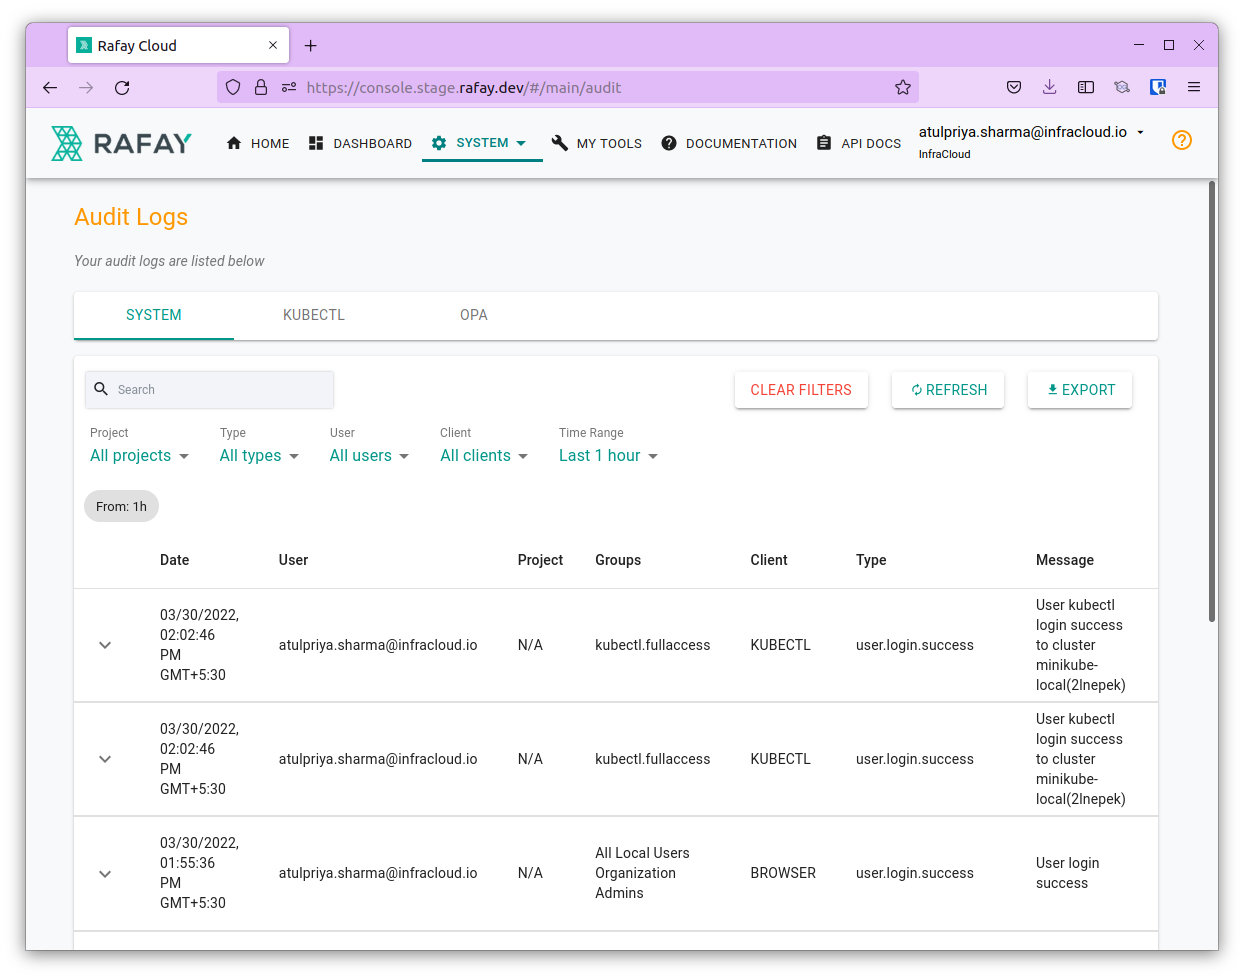 Rafay Cloud
https://console.stage.rafay.dev/#/main/audit
RAFAY
HOME
DASHBOARD
SYSTEM
MY TOOLS
DOCUMENTATION
API DOCS
atulpriya.sharma@infracloud.io
InfraCloud
Audit Logs
Your audit logs are listed below
SYSTEM KUBECTL OPA
Search
CLEAR FILTERS
REFRESH
EXPORT
Project Type User Client Time Range
All projects All types All users All clients Last 1 hour
From: 1h
Date User Project Groups Client Type Message
03/30/2022,
02:02:46
PM
GMT+5:30
atulpriya.sharma@infracloud.io
N/A
kubectl.fullaccess
KUBECTL
user.login.success
User kubectl
login success
to cluster
minikube-
local(2lnepek)
03/30/2022,
02:02:46
PM
GMT+5:30
atulpriya.sharma@infracloud.io
N/A
kubectl.fullaccess
KUBECTL
user.login.success
User kubectl
login success
to cluster
minikube-
local(2lnepek)
03/30/2022,
01:55:36
PM
GMT+5:30
atulpriya.sharma@infracloud.io
N/A
All Local Users
Organization
Admins
BROWSER
user.login.success
User login
success